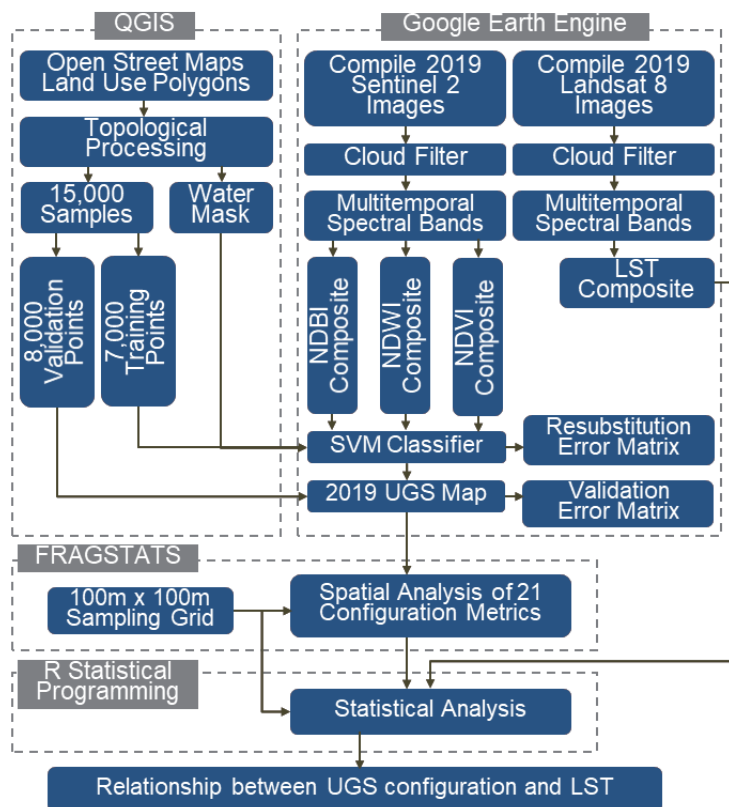 QGIS
Open Street Maps
Land Use Polygons
Topological
Processing
15,000
Samples
Water
Mask
8,000
Validation
Points
7,000
Training
Points
Google Earth Engine
Compile 2019
Sentinel 2
Images
Compile 2019
Landsat 8
Images
Cloud Filter
Cloud Filter
Multitemporal
Spectral Bands
Multitemporal
Spectral Bands
NDBI
Composite
NDWI
Composite
NDVI
Composite
LST
Composite
SVM Classifier
Resubstitution
Error Matrix
2019 UGS Map
Validation
Error Matrix
FRAGSTATS
100m x 100m
Sampling Grid
Spatial Analysis of 21
Configuration Metrics
R Statistical
Programming
Statistical Analysis
Relationship between UGS configuration and LST